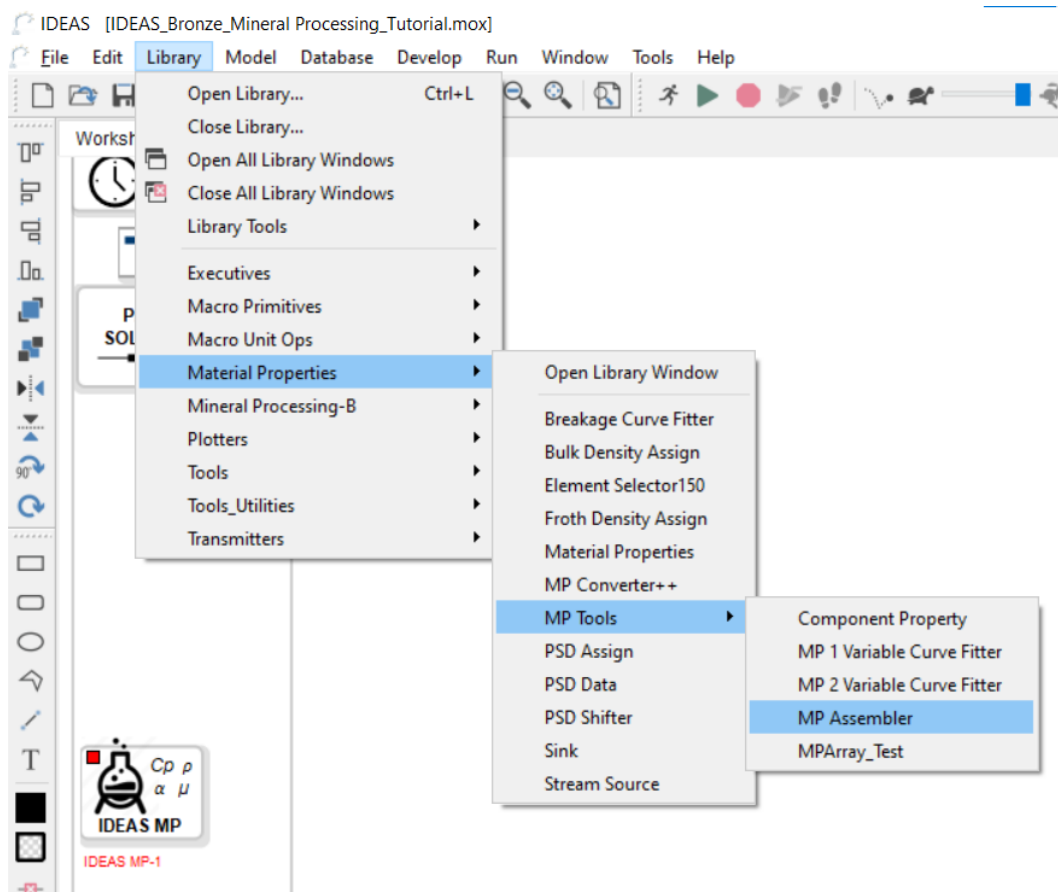 IDEAS [IDEAS_Bronze_Mineral Processing_Tutorial.mox]
File Edit Library Model Database Develop Run Window Tools Help
Open Library... Ctrl+L
Close Library...
Open All Library Windows
Close All Library Windows
Library Tools
Executives
Macro Primitives
Macro Unit Ops
Material Properties
Mineral Processing-B
Plotters
Tools
Tools_Utilities
Transmitters
Open Library Window
Breakage Curve Fitter
Bulk Density Assign
Element Selector150
Froth Density Assign
Material Properties
MP Converter++
MP Tools
PSD Assign
PSD Data
PSD Shifter
Sink
Stream Source
Component Property
MP 1 Variable Curve Fitter
MP 2 Variable Curve Fitter
MP Assembler
MPArray_Test
Worksh
P
SOL
90°
T
Cp ρ
α μ
IDEAS MP
IDEAS MP-1